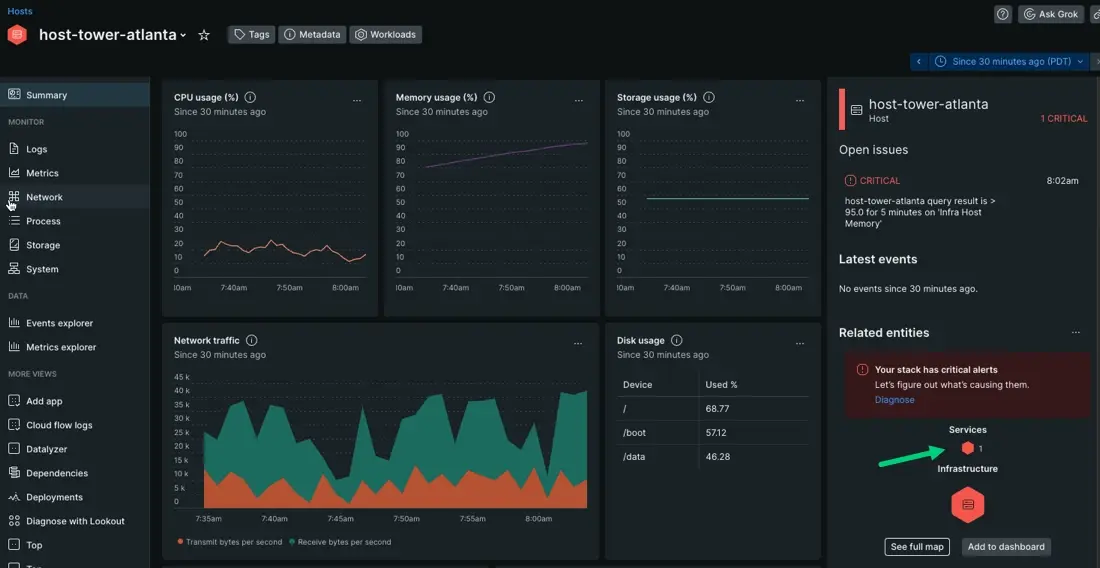 Hosts
host-tower-atlanta
Tags
Metadata
Workloads
Ask Grok
Since 30 minutes ago (PDT)
Summary
MONITOR
Logs
Metrics
Network
Process
Storage
System
DATA
Events explorer
Metrics explorer
MORE VIEWS
Add app
Cloud flow logs
Datalyzer
Dependencies
Deployments
Diagnose with Lookout
Top
CPU usage (%)
Since 30 minutes ago
100
90
80
70
60
50
40
30
20
10
0
10am
7:40am
7:50am
8:00am
Memory usage (%)
Since 30 minutes ago
100
90
80
70
60
50
40
30
20
10
0
10am
7:40am
7:50am
8:00am
Storage usage (%)
Since 30 minutes ago
100
90
80
70
60
50
40
30
20
10
0
10am
7:40am
7:50am
8:00am
Network traffic
Since 30 minutes ago
45 k
40 k
35 k
30 k
25 k
20 k
15 k
10 k
5 k
0
7:35am
7:40am
7:45am
7:50am
7:55am
8:00am
Transmit bytes per second
Receive bytes per second
Disk usage
Since 30 minutes ago
Device Used %
/ 68.77
/boot 57.12
/data 46.28
host-tower-atlanta
Host
1 CRITICAL
Open issues
CRITICAL 8:02am
host-tower-atlanta query result is >
95.0 for 5 minutes on 'Infra Host
Memory'
Latest events
No events since 30 minutes ago.
Related entities
Your stack has critical alerts
Let's figure out what's causing them.
Diagnose
Services
1
Infrastructure
See full map
Add to dashboard